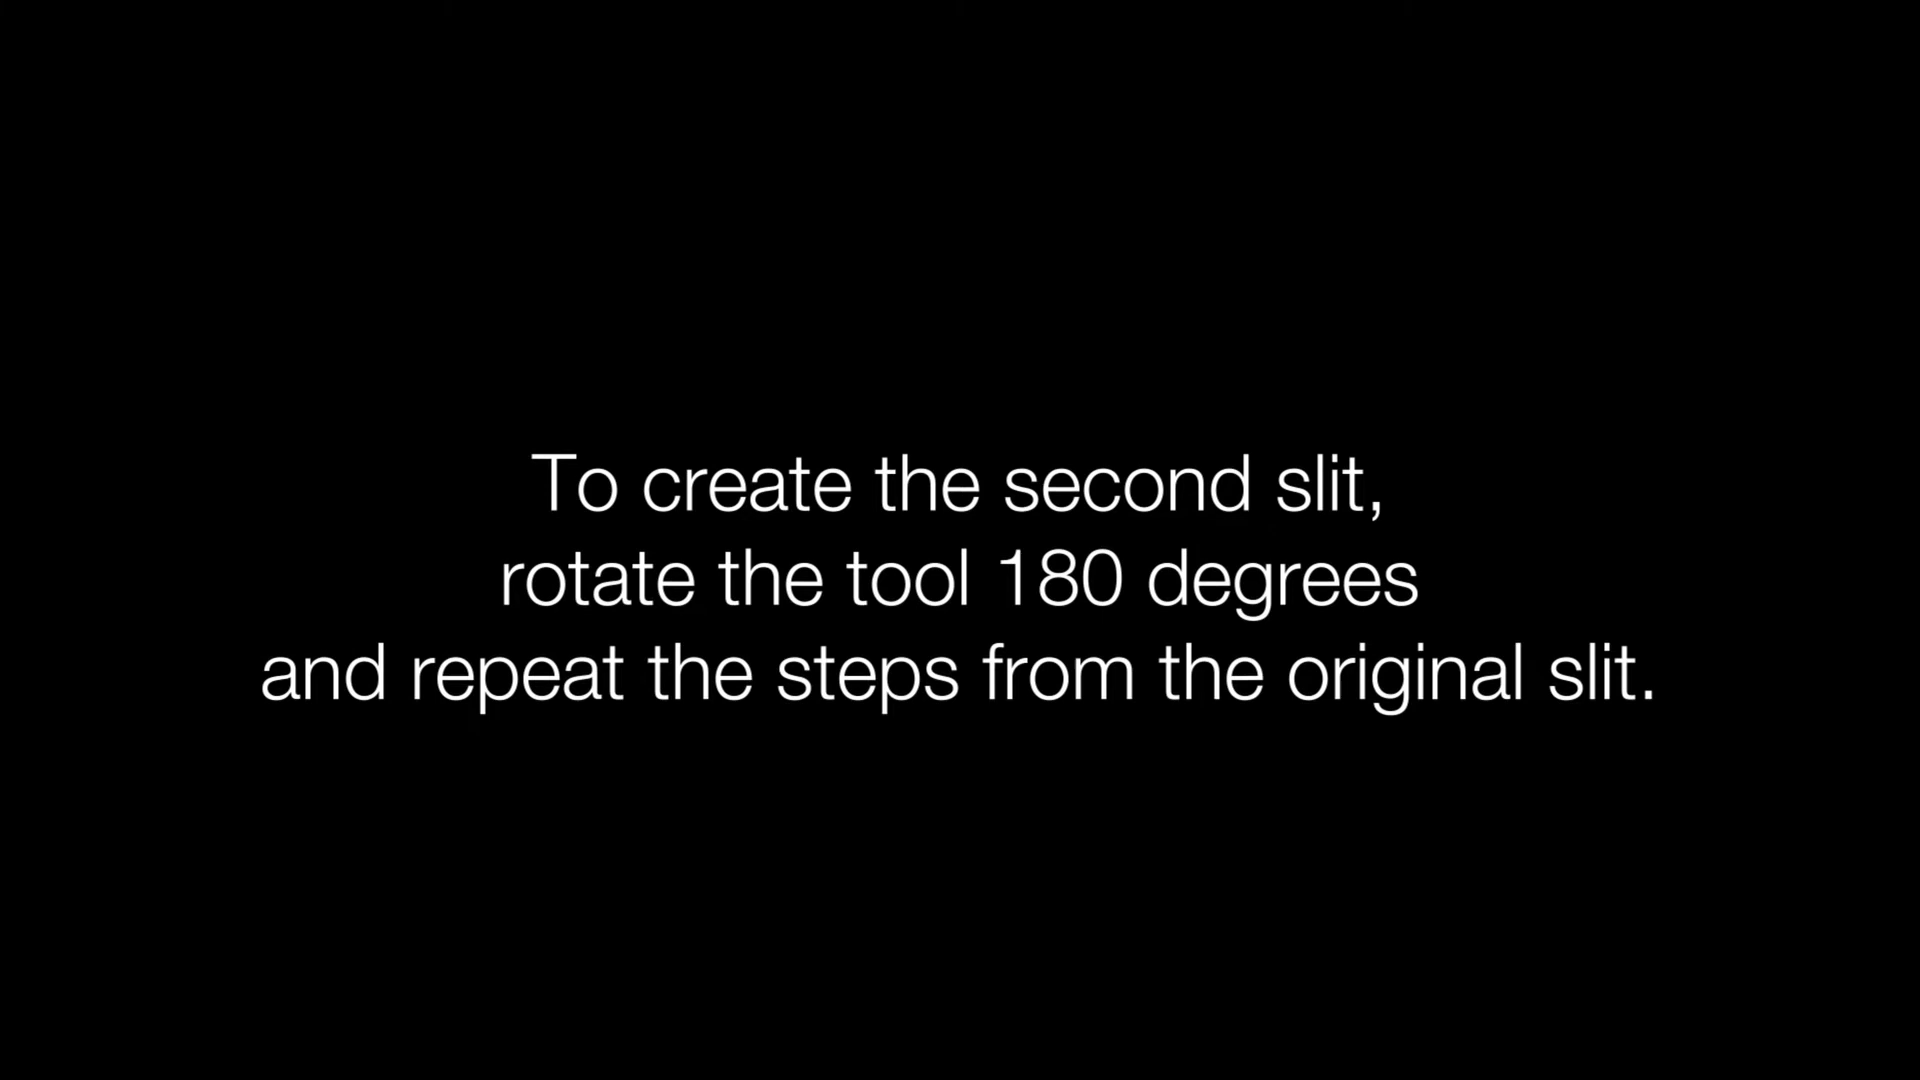 To create the second slit,
rotate the tool 180 degrees
and repeat the steps from the original slit.